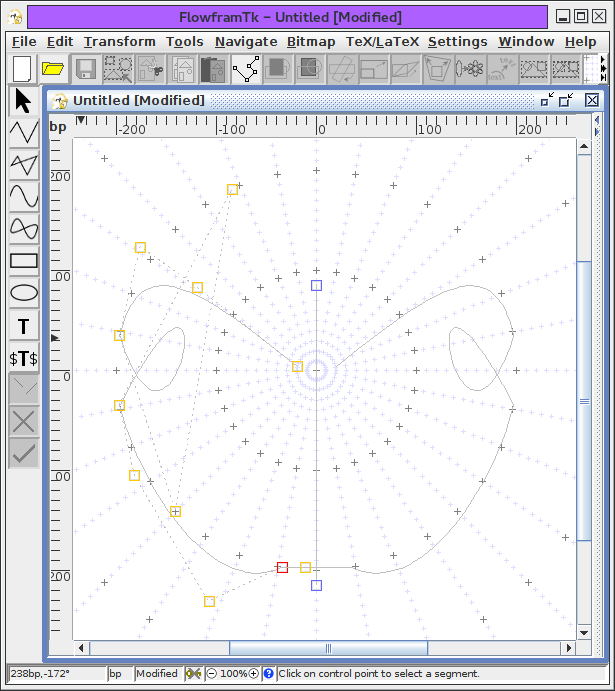 FlowframTk – Untitled [Modified]
File Edit Transform Tools Navigate Bitmap TeX/LaTeX Settings Window Help
Untitled [Modified]
bp -200 -100 0 100 200
200
100
0
100
200
T
$T$
238bp,-172° bp Modified 100% Click on control point to select a segment.